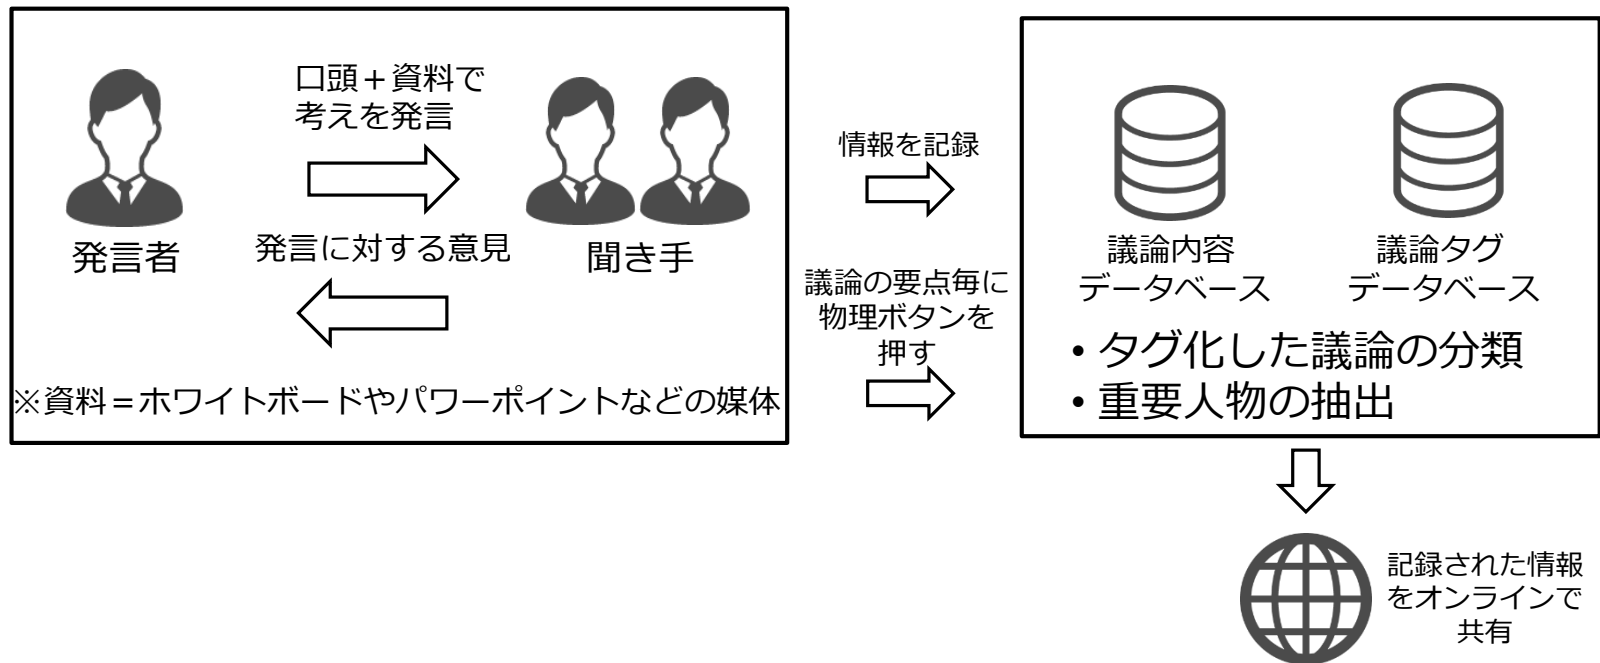 口頭＋資料で
考えを発言
発言者
発言に対する意見
聞き手
※資料＝ホワイトボードやパワーポイントなどの媒体
情報を記録
議論の要点毎に
物理ボタンを
押す
議論内容
データベース
議論タグ
データベース
・タグ化した議論の分類
・重要人物の抽出
記録された情報
をオンラインで
共有